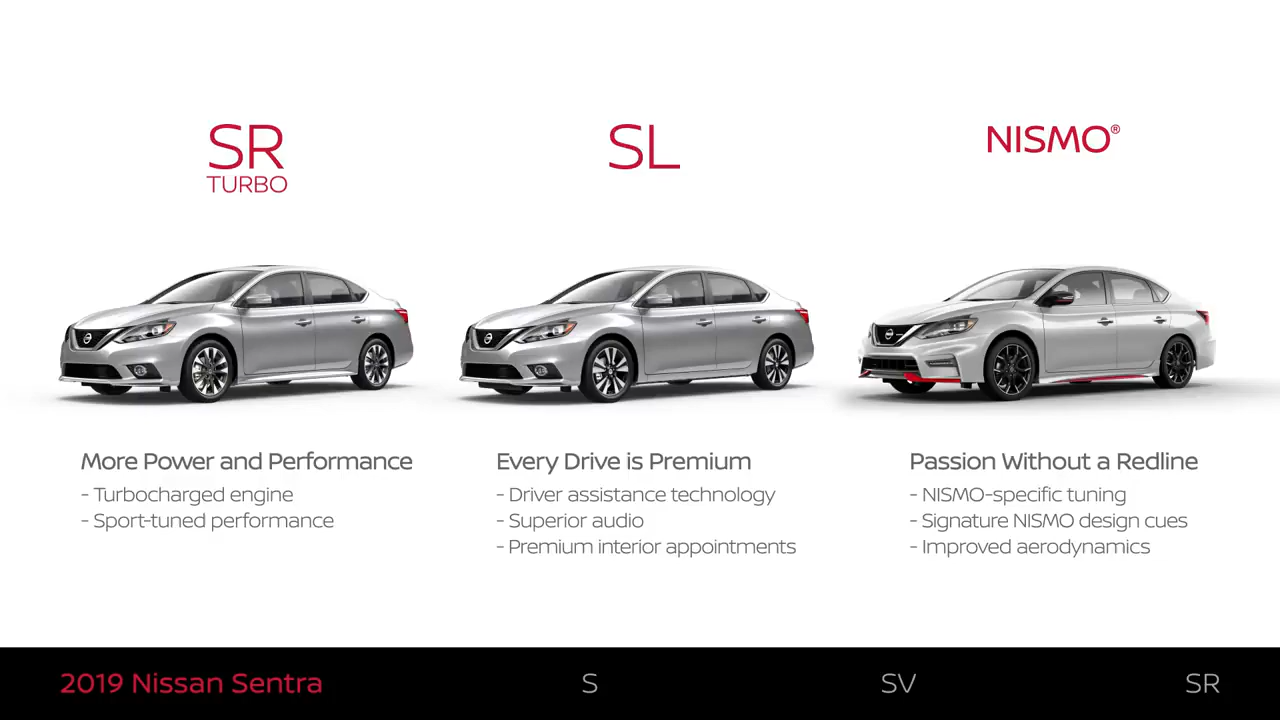 SR
TURBO
SL
NISMO®
More Power and Performance
- Turbocharged engine
- Sport-tuned performance
Every Drive is Premium
- Driver assistance technology
- Superior audio
- Premium interior appointments
Passion Without a Redline
- NISMO-specific tuning
- Signature NISMO design cues
- Improved aerodynamics
2019 Nissan Sentra
S
SV
SR